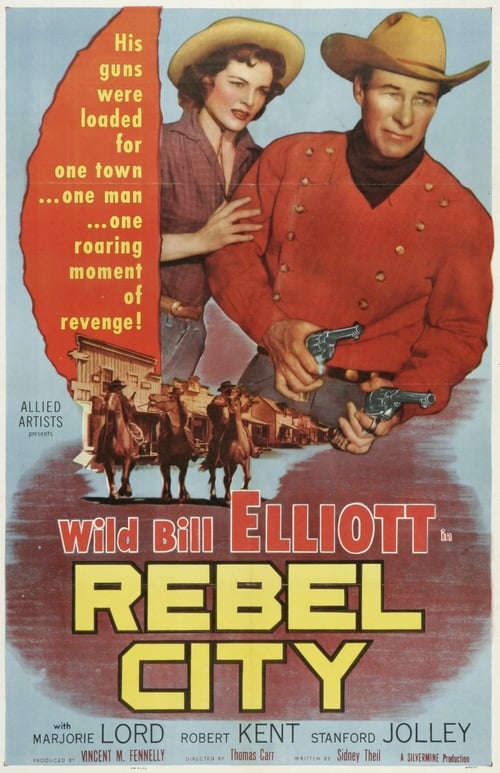 His
guns
were
loaded
for
one town
...one man
...one
roaring
moment
of
revenge!
ALLIED
ARTISTS
presents
Wild Bill ELLIOTT in
REBEL
CITY
with
MARJORIE LORD ROBERT KENT STANFORD JOLLEY
PRODUCED BY VINCENT M. FENNELLY DIRECTED BY Thomas Carr WRITTEN BY Sidney Theil A SILVERMINE Production